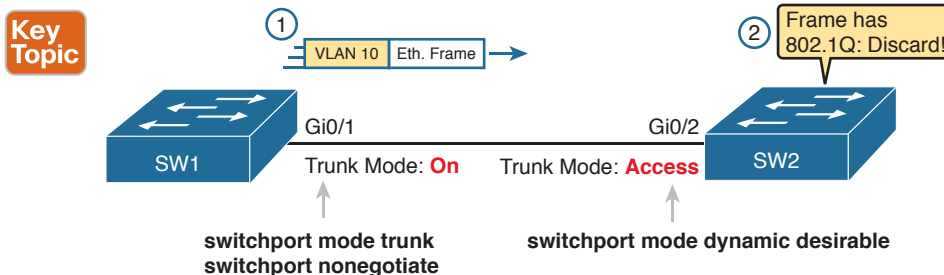 Key
Topic
1
VLAN 10 Eth. Frame
2
Frame has
802.1Q: Discard!
Gi0/1
Gi0/2
SW1
Trunk Mode: On
Trunk Mode: Access
SW2
switchport mode trunk
switchport nonegotiate
switchport mode dynamic desirable